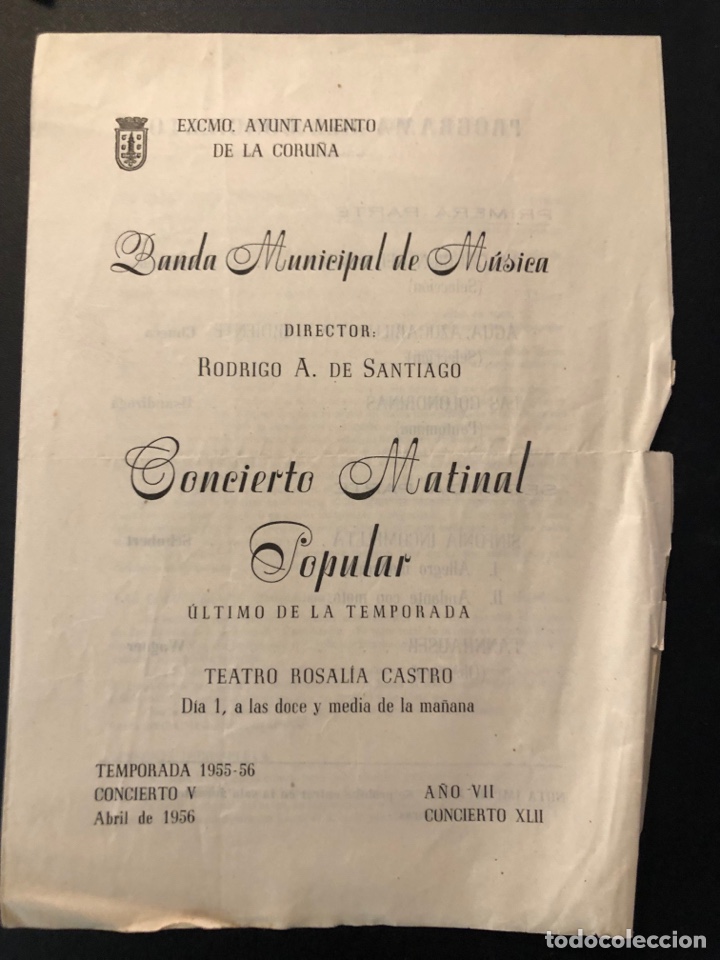 EXCMO. AYUNTAMIENTO
DE LA CORUÑA
Banda Municipal de Música
DIRECTOR:
RODRIGO A. DE SANTIAGO
Concierto Matinal
Popular
ÚLTIMO DE LA TEMPORADA
TEATRO ROSALÍA CASTRO
Día 1, a las doce y media de la mañana
TEMPORADA 1955-56
CONCIERTO V
Abril de 1956
AÑO VII
CONCIERTO XLII
todocoleccion.net